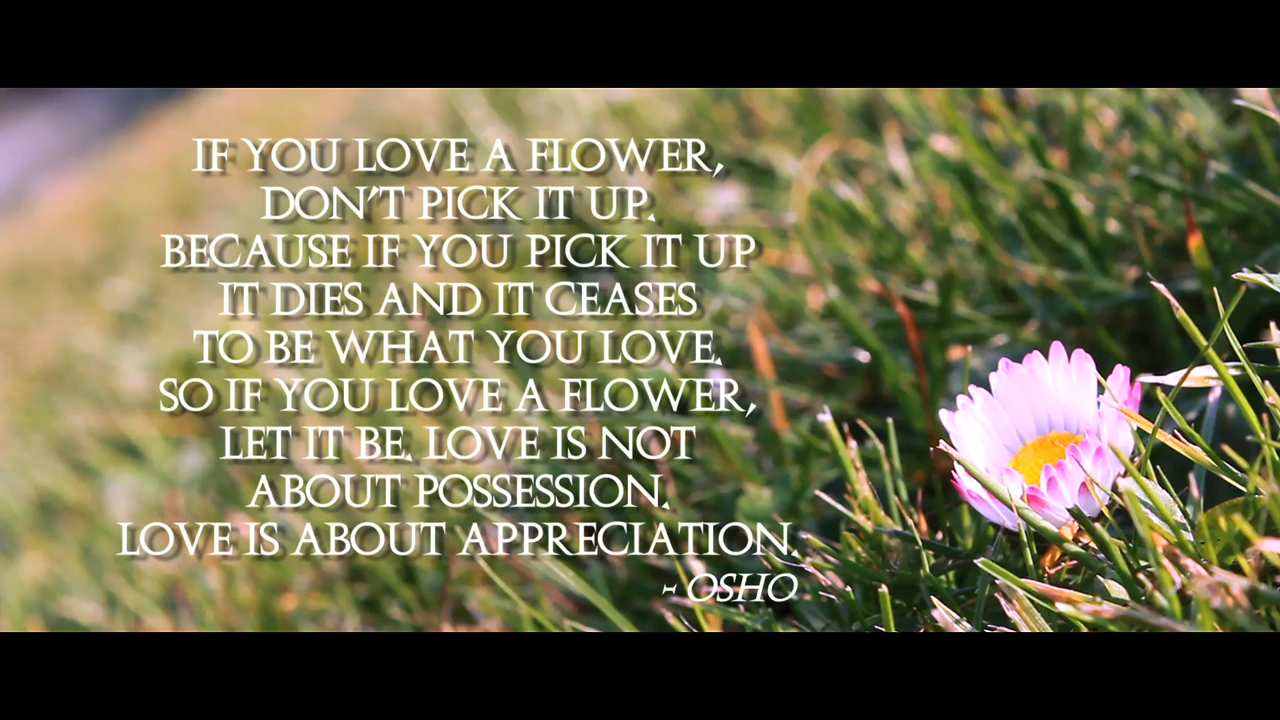 IF YOU LOVE A FLOWER,
DON'T PICK IT UP.
BECAUSE IF YOU PICK IT UP
IT DIES AND IT CEASES
TO BE WHAT YOU LOVE.
SO IF YOU LOVE A FLOWER,
LET IT BE. LOVE IS NOT
ABOUT POSSESSION.
LOVE IS ABOUT APPRECIATION.
- OSHO